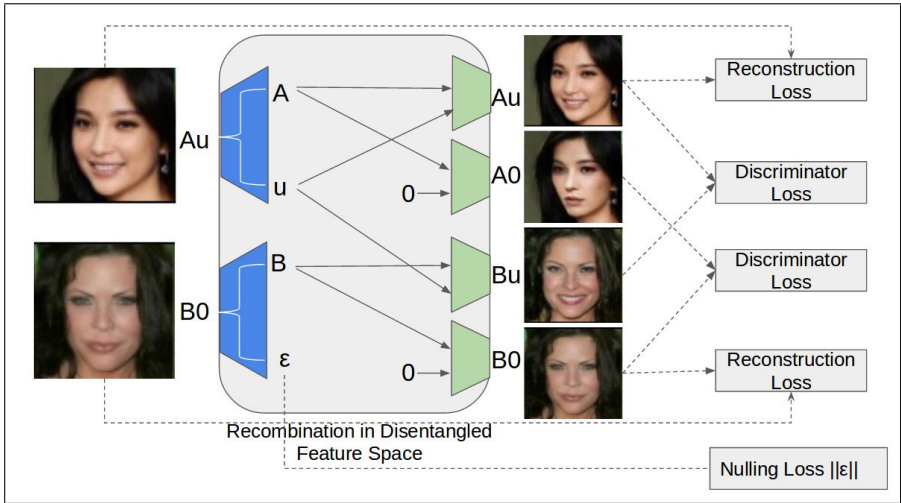 Au
A
u
B0
B
ε
0
0
Au
A0
Bu
B0
Reconstruction
Loss
Discriminator
Loss
Discriminator
Loss
Reconstruction
Loss
Recombination in Disentangled
Feature Space
Nulling Loss ||ε||